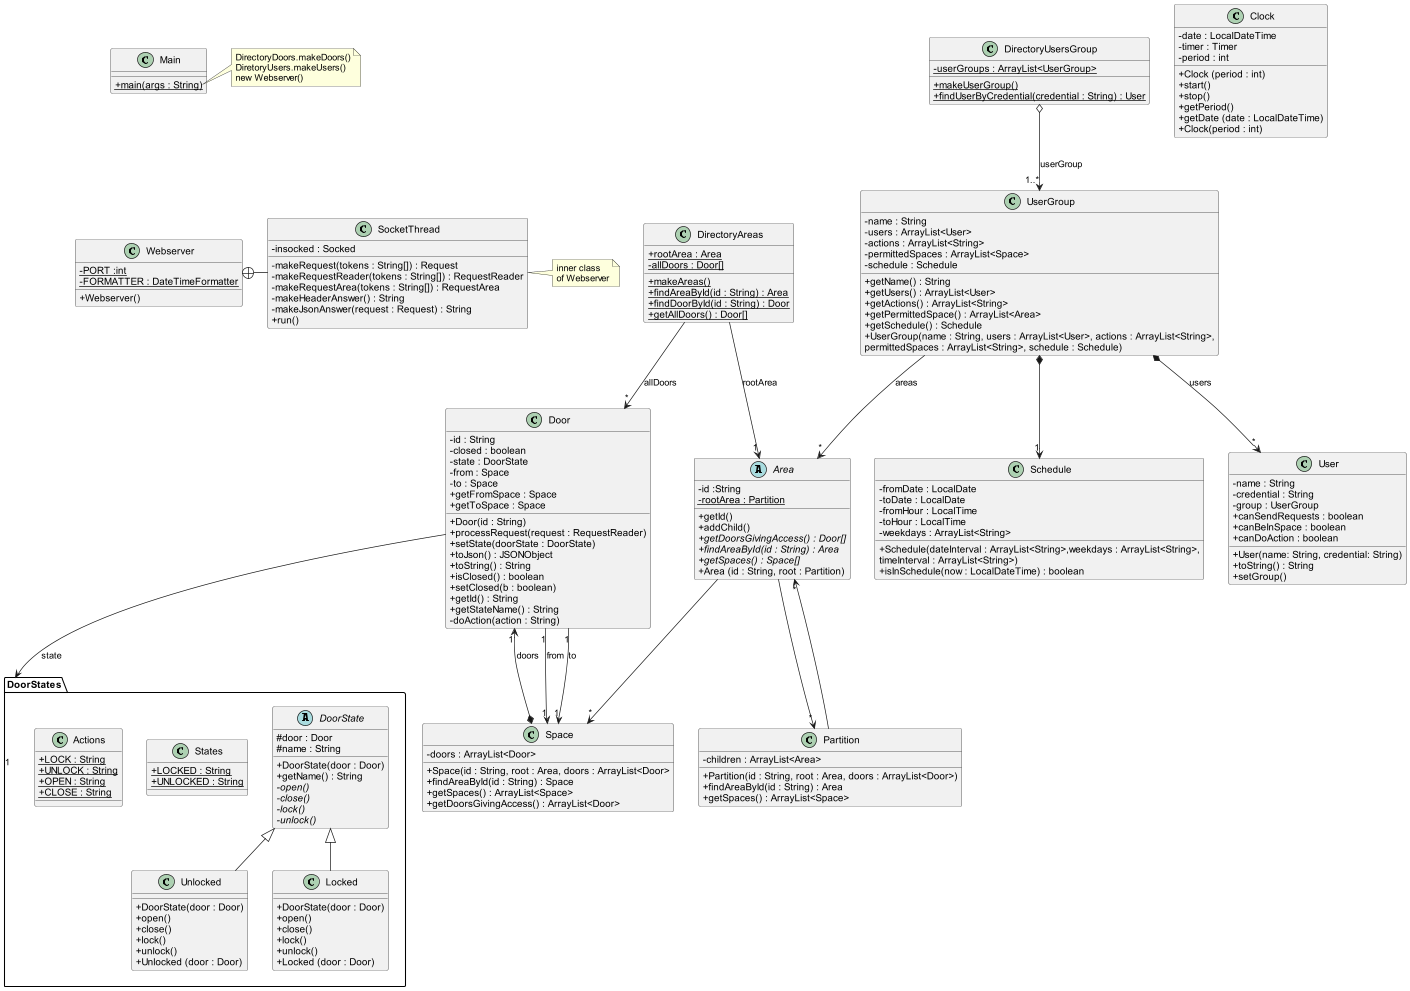 C Main
+main(args : String)
DirectoryDoors.makeDoors()
DiretoryUsers.makeUsers()
new Webserver()
C DirectoryUsersGroup
-userGroups : ArrayList<UserGroup>
+makeUserGroup()
+findUserByCredential(credential : String) : User
C Clock
-date : LocalDateTime
-timer : Timer
-period : int
+Clock (period : int)
+start()
+stop()
+getPeriod()
+getDate (date : LocalDateTime)
+Clock(period : int)
userGroup
1..*
C Webserver
-PORT :int
-FORMATTER : DateTimeFormatter
+Webserver()
C SocketThread
-insocked : Socked
-makeRequest(tokens : String[]) : Request
-makeRequestReader(tokens : String[]) : RequestReader
-makeRequestArea(tokens : String[]) : RequestArea
-makeHeaderAnswer() : String
-makeJsonAnswer(request : Request) : String
+run()
inner class
of Webserver
C DirectoryAreas
+rootArea : Area
-allDoors : Door[]
+makeAreas()
+findAreaById(id : String) : Area
+findDoorById(id : String) : Door
+getAllDoors() : Door[]
C UserGroup
-name : String
-users : ArrayList<User>
-actions : ArrayList<String>
-permittedSpaces : ArrayList<Space>
-schedule : Schedule
+getName() : String
+getUsers() : ArrayList<User>
+getActions() : ArrayList<String>
+getPermittedSpace() : ArrayList<Area>
+getSchedule() : Schedule
+UserGroup(name : String, users : ArrayList<User>, actions : ArrayList<String>,
permittedSpaces : ArrayList<String>, schedule : Schedule)
allDoors
*
rootArea
1
areas
*
1
users
*
C Door
-id : String
-closed : boolean
-state : DoorState
-from : Space
-to : Space
+getFromSpace : Space
+getToSpace : Space
+Door(id : String)
+processRequest(request : RequestReader)
+setState(doorState : DoorState)
+toJson() : JSONObject
+toString() : String
+isClosed() : boolean
+setClosed(b : boolean)
+getId() : String
+getStateName() : String
-doAction(action : String)
A Area
-id :String
-rootArea : Partition
+getId()
+addChild()
+getDoorsGivingAccess() : Door[]
+findAreaById(id : String) : Area
+getSpaces() : Space[]
+Area (id : String, root : Partition)
C Schedule
-fromDate : LocalDate
-toDate : LocalDate
-fromHour : LocalTime
-toHour : LocalTime
-weekdays : ArrayList<String>
+Schedule(dateInterval : ArrayList<String>,weekdays : ArrayList<String>,
timeInterval : ArrayList<String>)
+isInSchedule(now : LocalDateTime) : boolean
C User
-name : String
-credential : String
-group : UserGroup
+canSendRequests : boolean
+canBeInSpace : boolean
+canDoAction : boolean
+User(name: String, credential: String)
+toString() : String
+setGroup()
state
1
1
doors
1
from
1
1
to
1
*
*
DoorStates
C Actions
+LOCK : String
+UNLOCK : String
+OPEN : String
+CLOSE : String
C States
+LOCKED : String
+UNLOCKED : String
A DoorState
#door : Door
#name : String
+DoorState(door : Door)
+getName() : String
-open()
-close()
-lock()
-unlock()
C Space
-doors : ArrayList<Door>
+Space(id : String, root : Area, doors : ArrayList<Door>
+findAreaById(id : String) : Space
+getSpaces() : ArrayList<Space>
+getDoorsGivingAccess() : ArrayList<Door>
C Partition
-children : ArrayList<Area>
+Partition(id : String, root : Area, doors : ArrayList<Door>)
+findAreaById(id : String) : Area
+getSpaces() : ArrayList<Space>
C Unlocked
+DoorState(door : Door)
+open()
+close()
+lock()
+unlock()
+Unlocked (door : Door)
C Locked
+DoorState(door : Door)
+open()
+close()
+lock()
+unlock()
+Locked (door : Door)